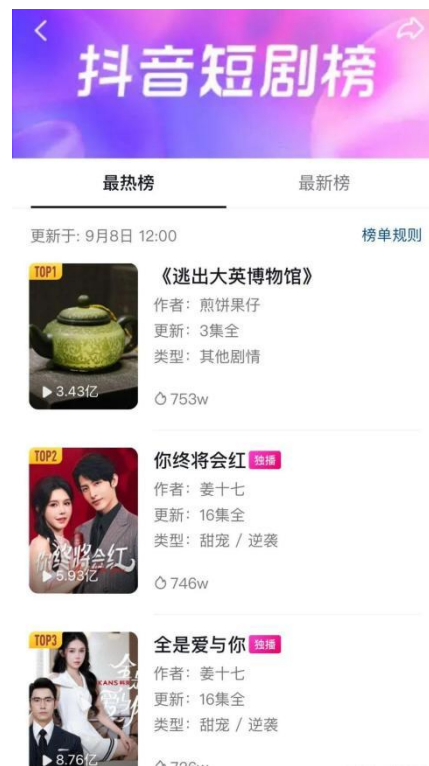 抖音短剧榜
最热榜
最新榜
更新于: 9月8日 12:00
榜单规则
TOP1
3.43亿
《逃出大英博物馆》
作者：煎饼果仔
更新：3集全
类型：其他剧情
753w
TOP2
你终将会红
5.93亿
你终将会红 独播
作者：姜十七
更新：16集全
类型：甜宠 / 逆袭
746w
TOP3
KANS
8.76亿
全是爱与你 独播
作者：姜十七
更新：16集全
类型：甜宠 / 逆袭